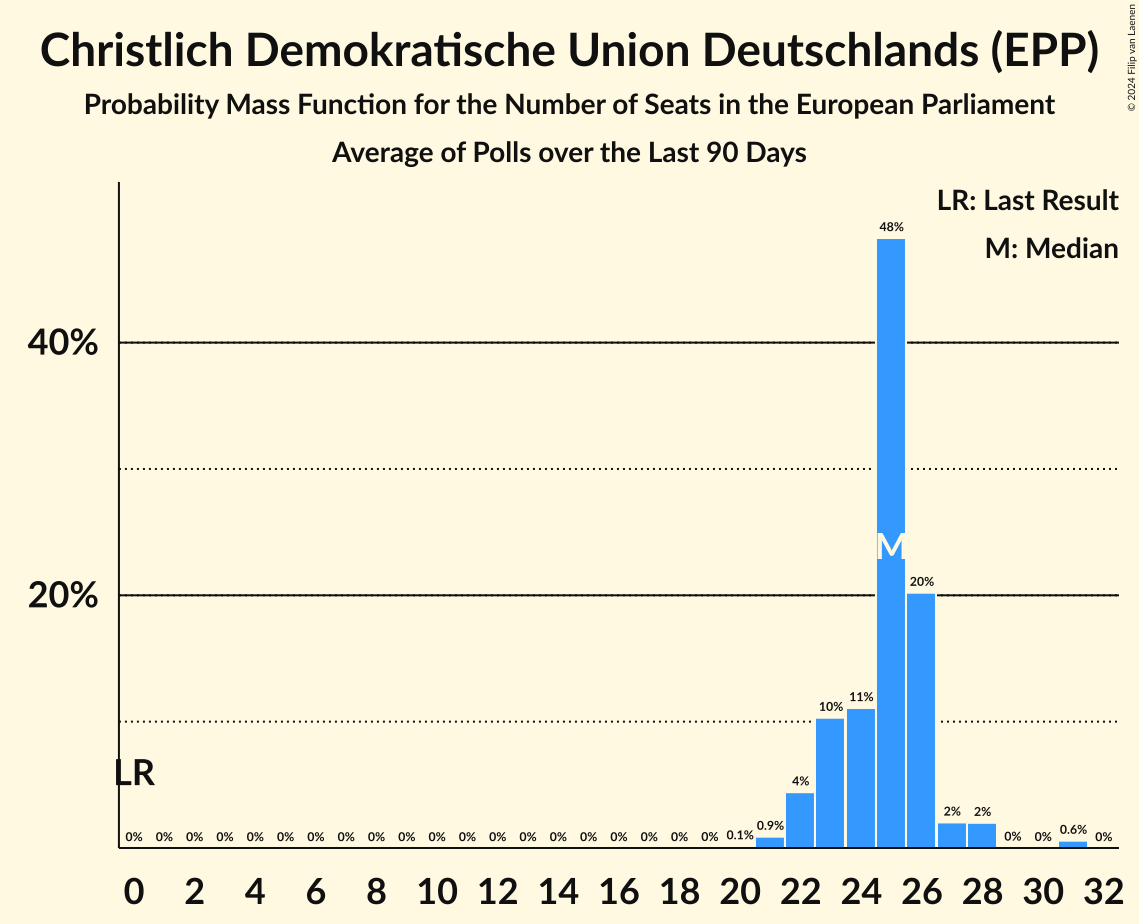 Christlich Demokratische Union Deutschlands (EPP)
Probability Mass Function for the Number of Seats in the European Parliament
Average of Polls over the Last 90 Days
© 2024 Filip van Laenen
LR: Last Result
M: Median
48%
40%
M
20%
20%
11%
10%
LR
4%
2% 2%
0% 0% 0% 0% 0% 0% 0% 0% 0% 0% 0% 0% 0% 0% 0% 0% 0% 0% 0% 0% 0.1% 0.9% 0% 0% 0.6% 0%
0 2 4 6 8 10 12 14 16 18 20 22 24 26 28 30 32